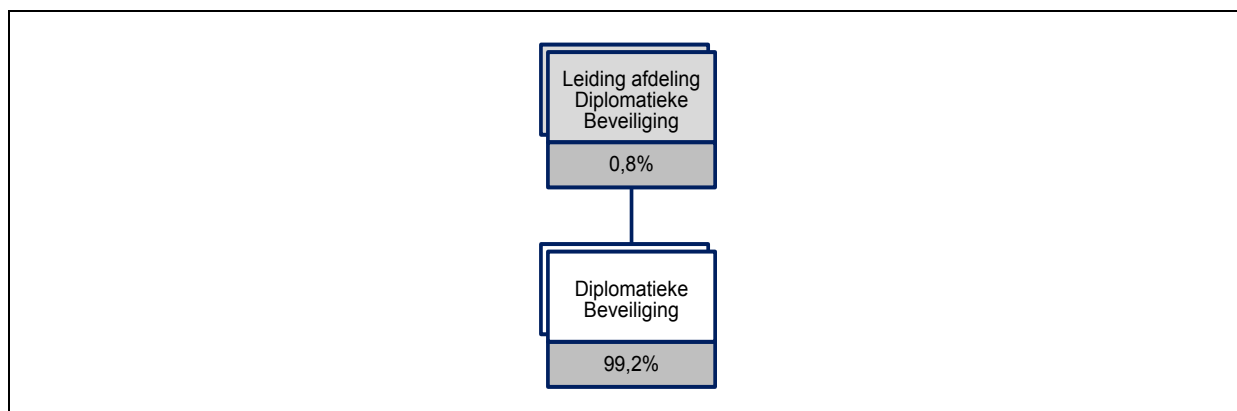 Leiding afdeling
Diplomatieke
Beveiliging
0,8%
Diplomatieke
Beveiliging
99,2%